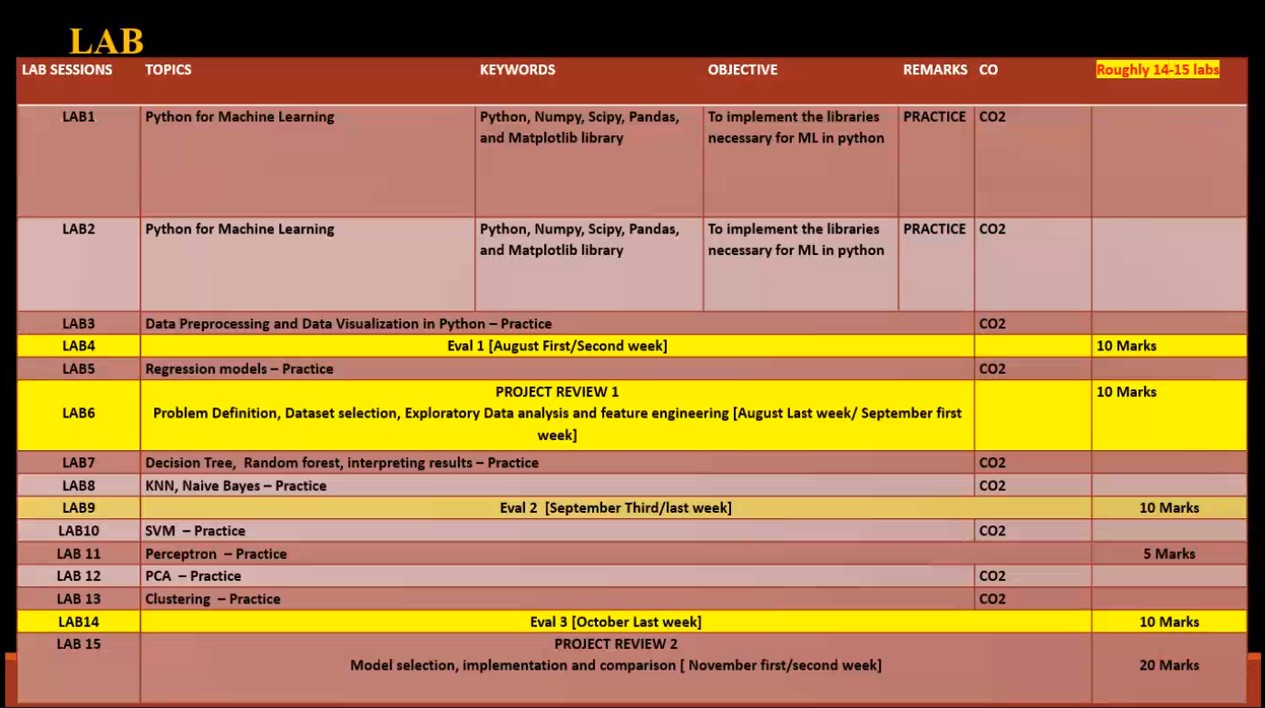 LAB
LAB SESSIONS TOPICS KEYWORDS OBJECTIVE REMARKS CO Roughly 14-15 labs
LAB1 Python for Machine Learning Python, Numpy, Scipy, Pandas, To implement the libraries PRACTICE CO2
and Matplotlib library necessary for ML in python
LAB2 Python for Machine Learning Python, Numpy, Scipy, Pandas, To implement the libraries PRACTICE CO2
and Matplotlib library necessary for ML in python
LAB3 Data Preprocessing and Data Visualization in Python – Practice CO2
LAB4 Eval 1 [August First/Second week] 10 Marks
LAB5 Regression models – Practice CO2
PROJECT REVIEW 1 10 Marks
LAB6 Problem Definition, Dataset selection, Exploratory Data analysis and feature engineering [August Last week/ September first
week]
LAB7 Decision Tree, Random forest, interpreting results – Practice CO2
LAB8 KNN, Naive Bayes – Practice CO2
LAB9 Eval 2 [September Third/last week] 10 Marks
LAB10 SVM – Practice CO2
LAB 11 Perceptron – Practice 5 Marks
LAB 12 PCA – Practice CO2
LAB 13 Clustering – Practice CO2
LAB14 Eval 3 [October Last week] 10 Marks
LAB 15 PROJECT REVIEW 2
Model selection, implementation and comparison [ November first/second week] 20 Marks